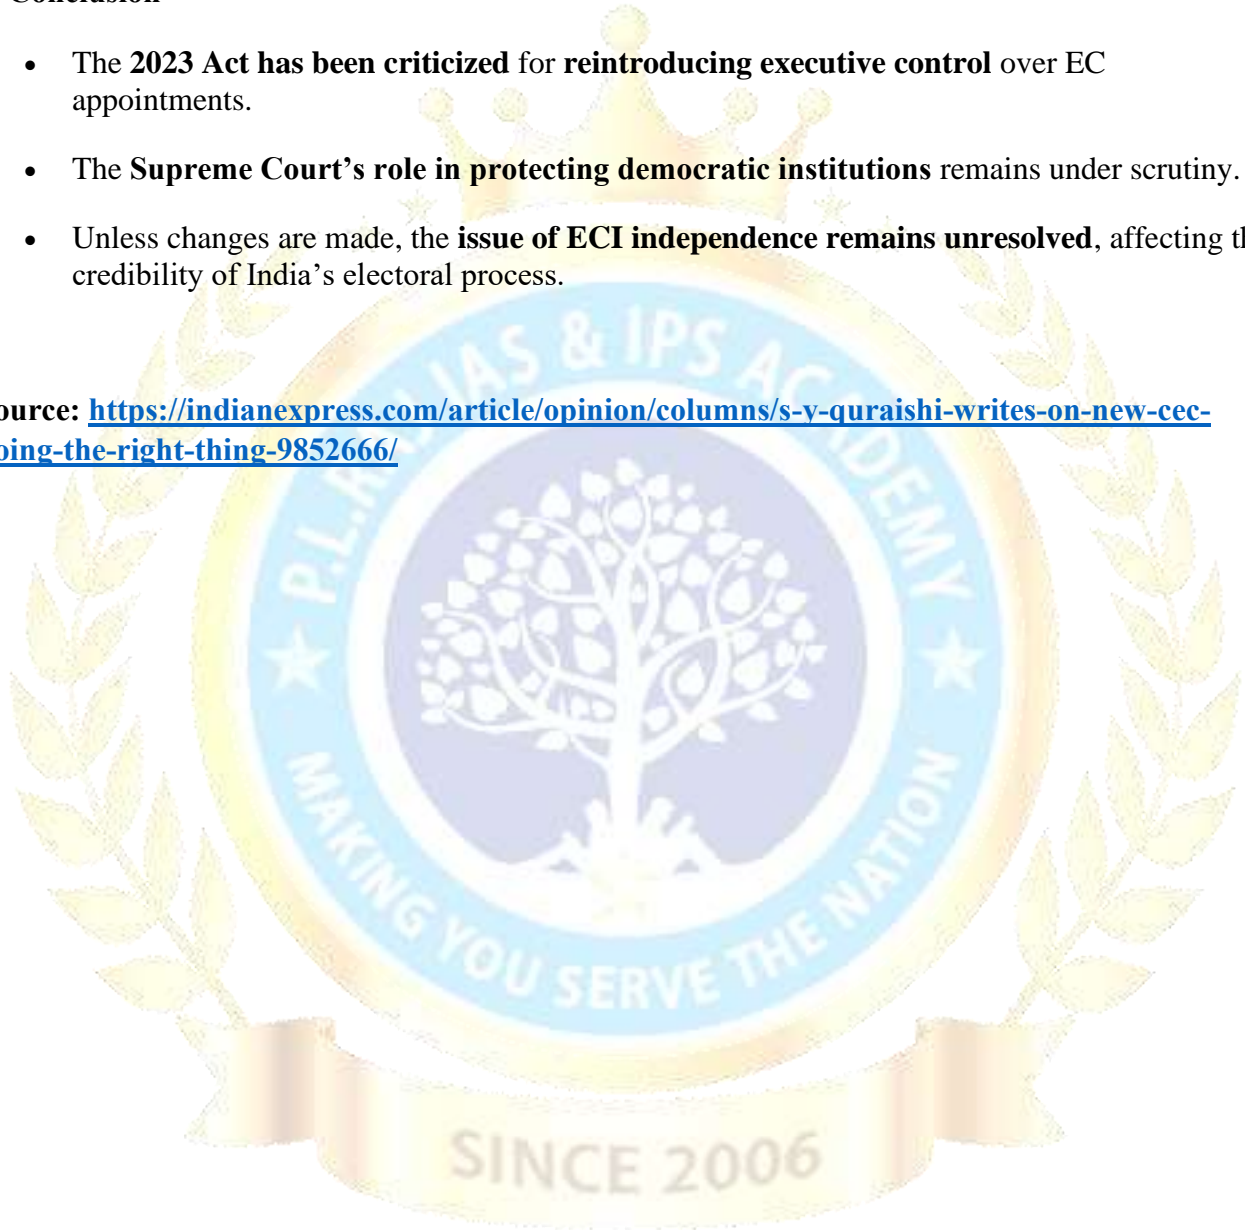 Conclusion
• The 2023 Act has been criticized for reintroducing executive control over EC
appointments.
• The Supreme Court’s role in protecting democratic institutions remains under scrutiny.
• Unless changes are made, the issue of ECI independence remains unresolved, affecting th
credibility of India’s electoral process.
ource: https://indianexpress.com/article/opinion/columns/s-y-quraishi-writes-on-new-cec-
oing-the-right-thing-9852666/
P.L.RAJ IAS & IPS ACADEMY
MAKING YOU SERVE THE NATION
SINCE 2006